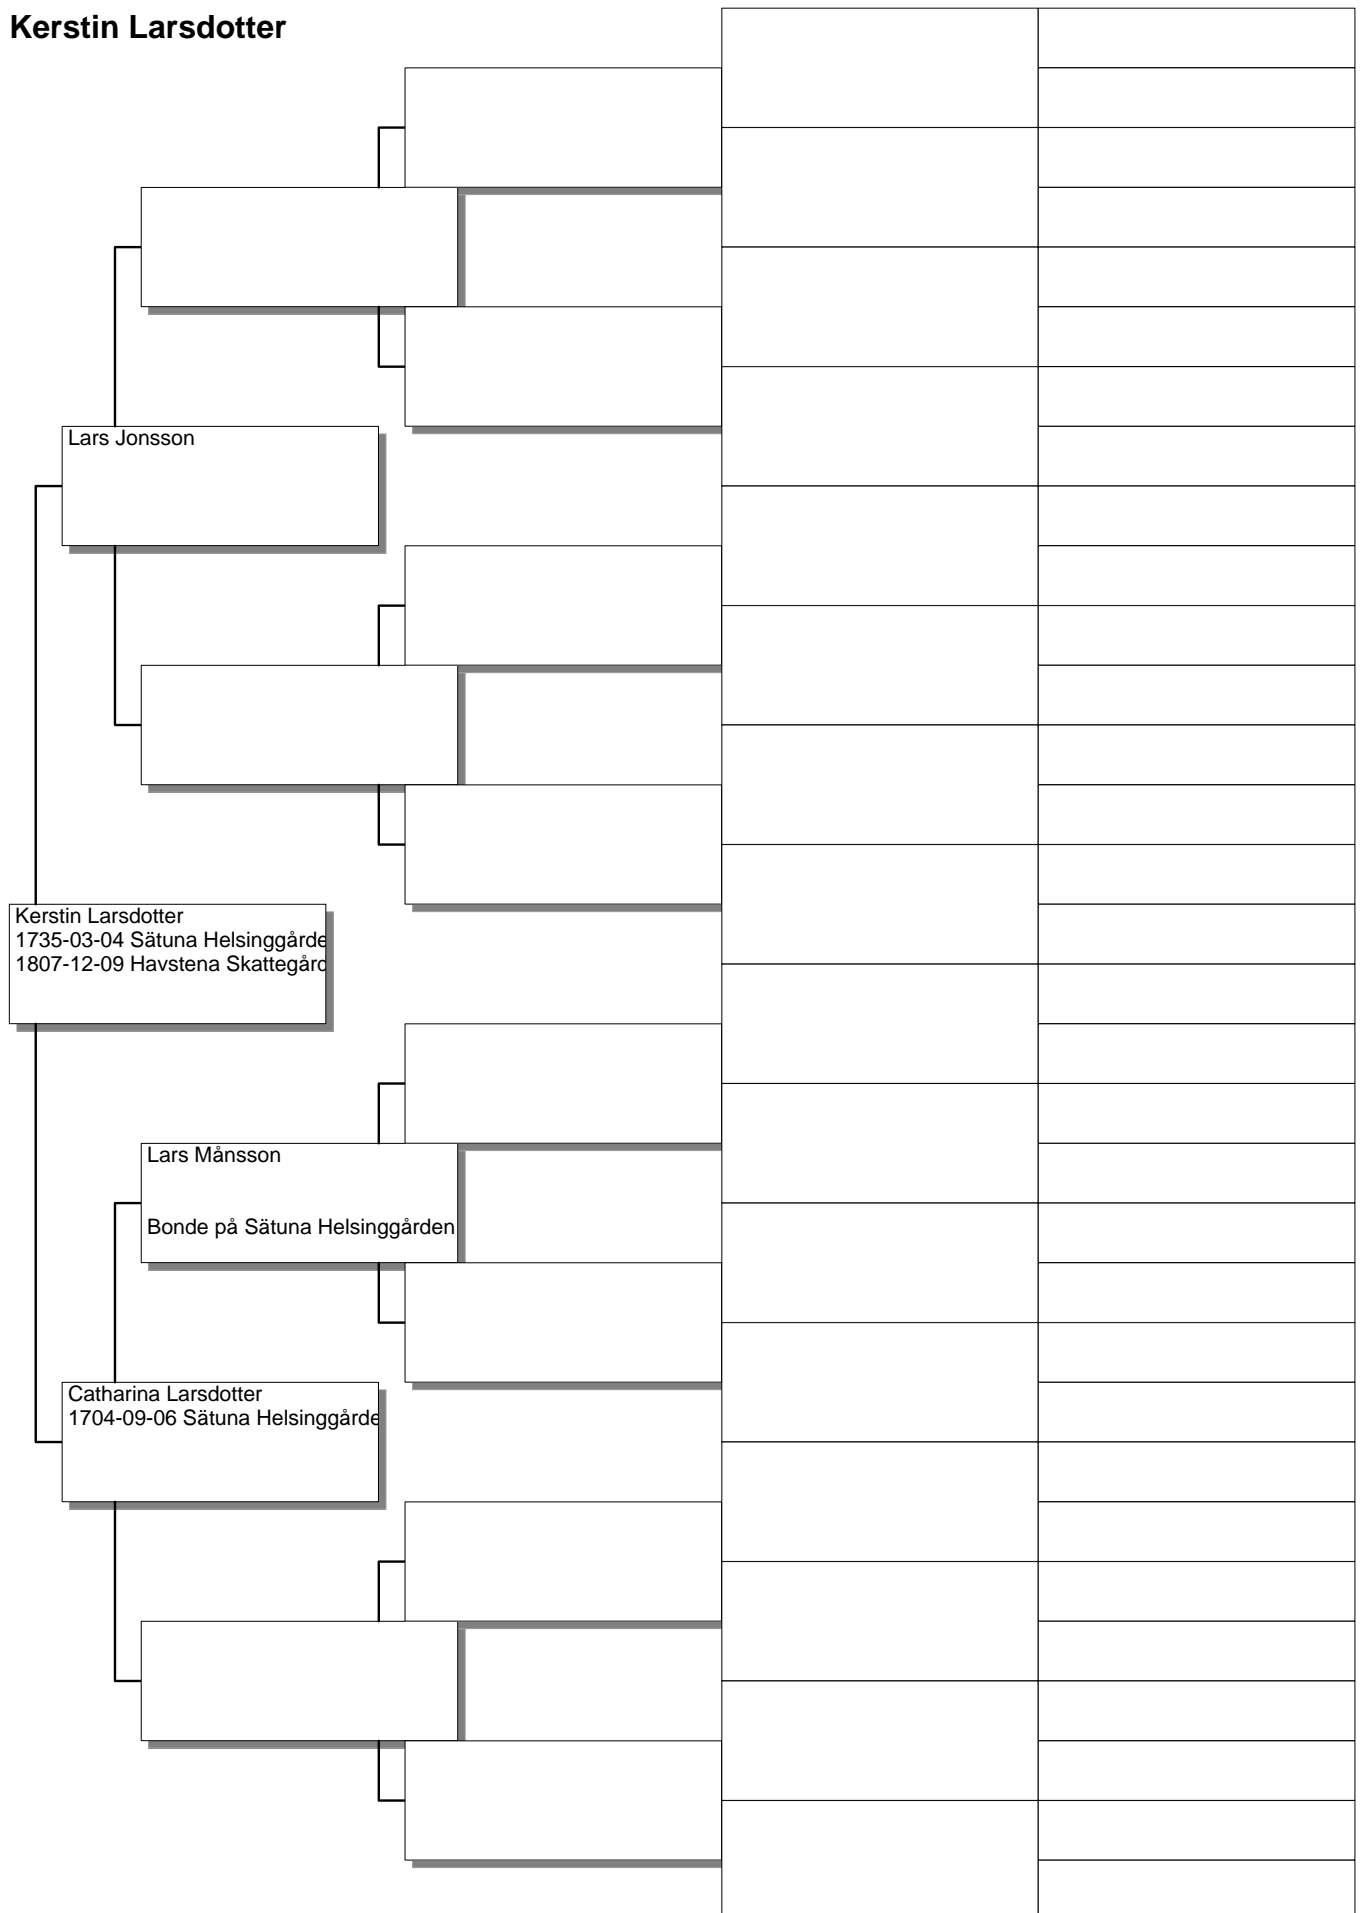 Kerstin Larsdotter
Lars Jonsson
Kerstin Larsdotter
1735-03-04 Sätuna Helsinggårde
1807-12-09 Havstena Skattegård
Lars Månsson
Bonde på Sätuna Helsinggården
Catharina Larsdotter
1704-09-06 Sätuna Helsinggårde